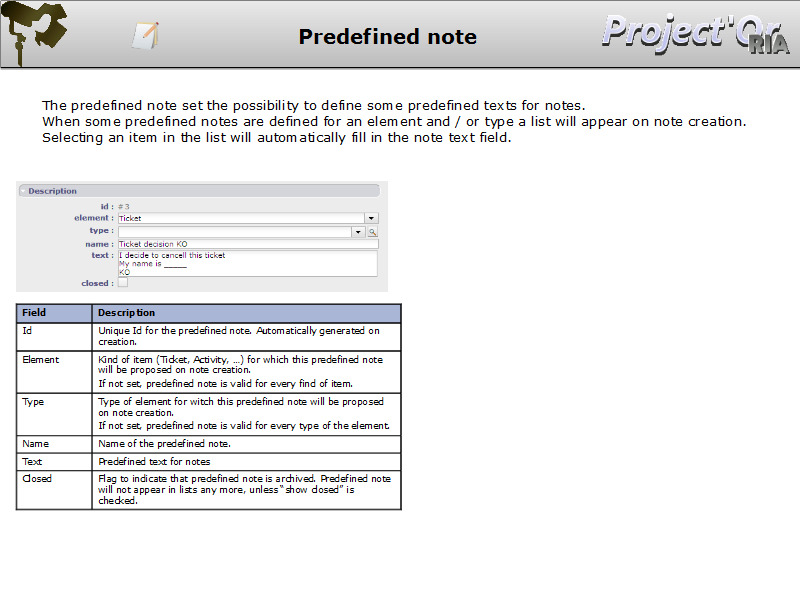 Predefined note
Project'Or
RIA
The predefined note set the possibility to define some predefined texts for notes.
When some predefined notes are defined for an element and / or type a list will appear on note creation.
Selecting an item in the list will automatically fill in the note text field.
Description
id : #3
element : Ticket
type :
name : Ticket decision KO
text : I decide to cancell this ticket
My name is _____
KO
closed :
Field Description
Id Unique Id for the predefined note. Automatically generated on
creation.
Element Kind of item (Ticket, Activity, ...) for which this predefined note
will be proposed on note creation.
If not set, predefined note is valid for every find of item.
Type Type of element for witch this predefined note will be proposed
on note creation.
If not set, predefined note is valid for every type of the element.
Name Name of the predefined note.
Text Predefined text for notes
Closed Flag to indicate that predefined note is archived. Predefined note
will not appear in lists any more, unless “show closed” is
checked.